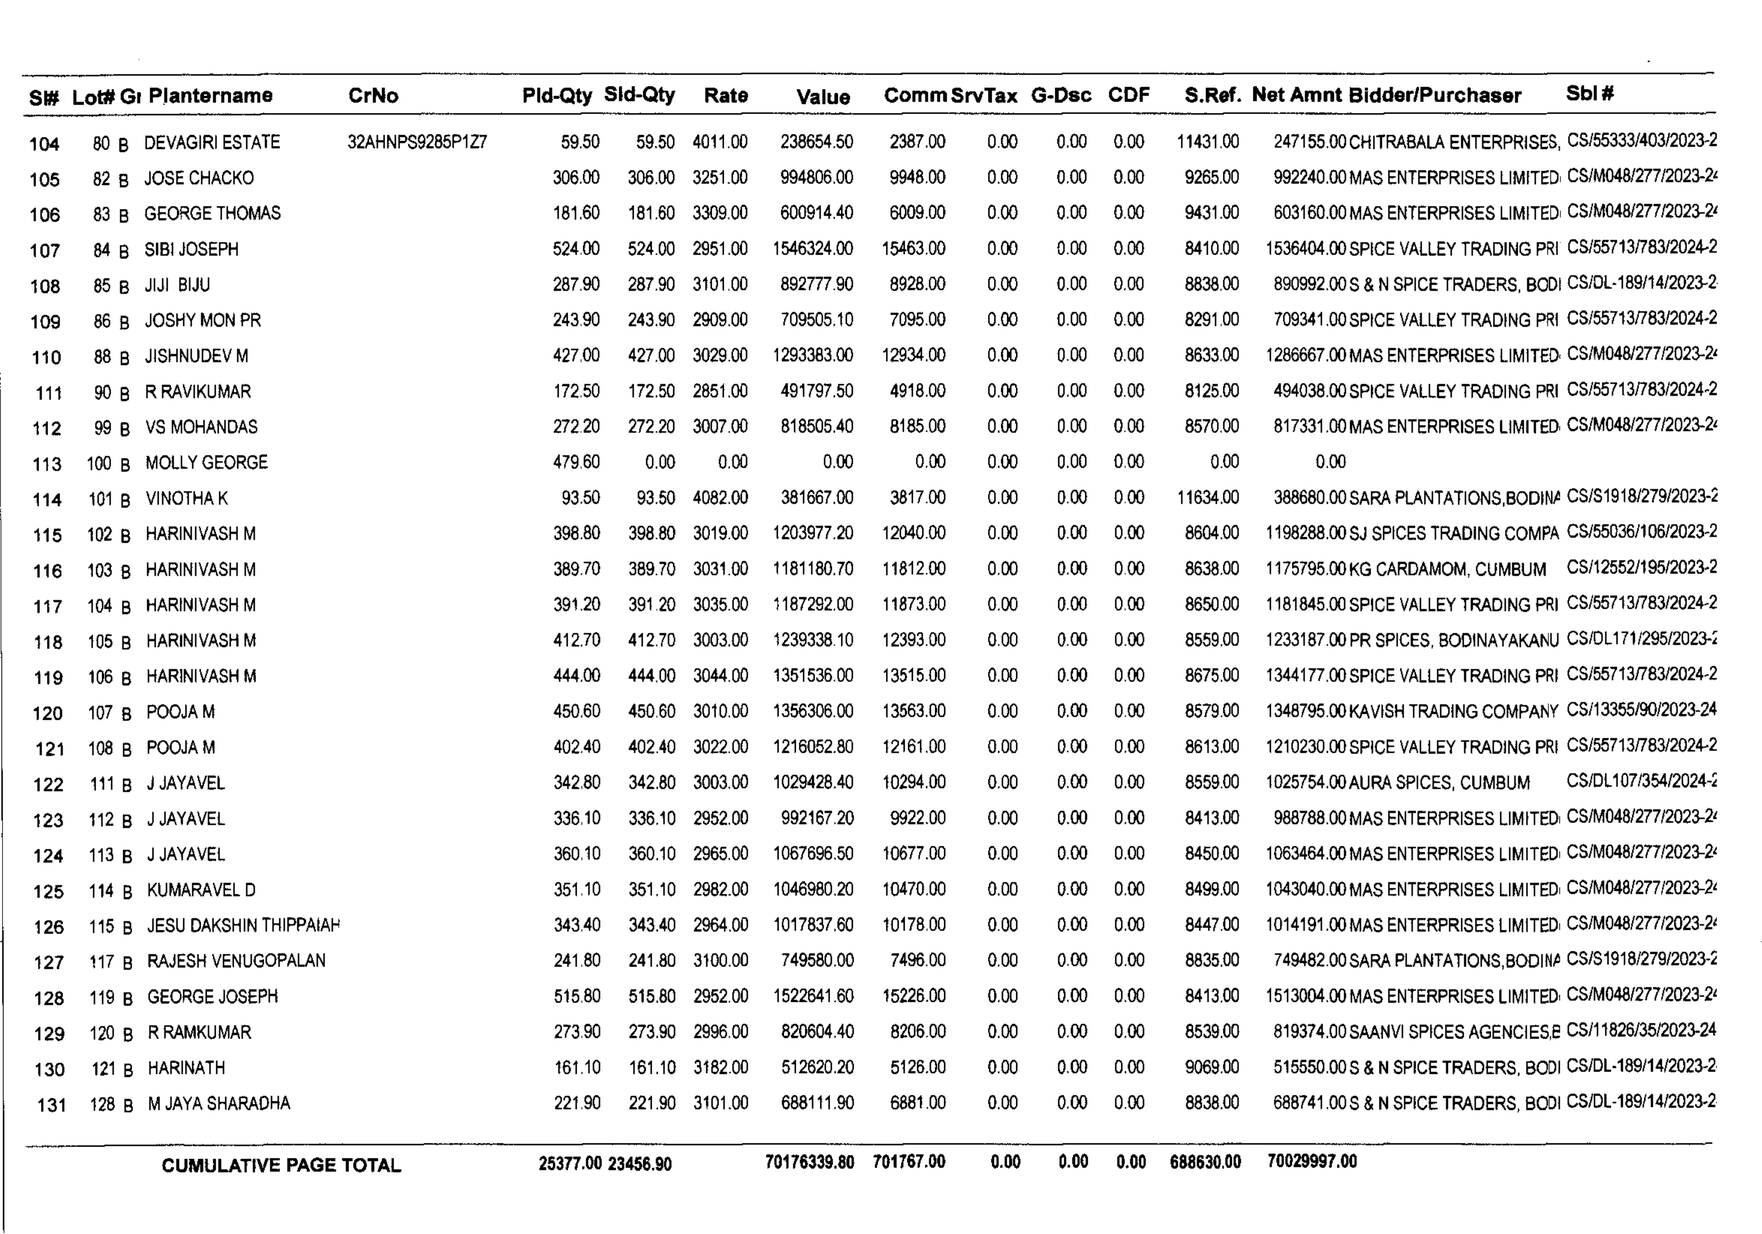 Sl# Lot# Gr Plantername CrNo Pld-Qty Sld-Qty Rate Value Comm SrvTax G-Dsc CDF S.Ref. Net Amnt Bidder/Purchaser Sbl #
104 80 B DEVAGIRI ESTATE 32AHNPS9285P1Z7 59.50 59.50 4011.00 238654.50 2387.00 0.00 0.00 0.00 11431.00 247155.00 CHITRABALA ENTERPRISES, CS/55333/403/2023-2
105 82 B JOSE CHACKO 306.00 306.00 3251.00 994806.00 9948.00 0.00 0.00 0.00 9265.00 992240.00 MAS ENTERPRISES LIMITED CS/M048/277/2023-24
106 83 B GEORGE THOMAS 181.60 181.60 3309.00 600914.40 6009.00 0.00 0.00 0.00 9431.00 603160.00 MAS ENTERPRISES LIMITED CS/M048/277/2023-24
107 84 B SIBI JOSEPH 524.00 524.00 2951.00 1546324.00 15463.00 0.00 0.00 0.00 8410.00 1536404.00 SPICE VALLEY TRADING PRI CS/55713/783/2024-2
108 85 B JIJI BIJU 287.90 287.90 3101.00 892777.90 8928.00 0.00 0.00 0.00 8838.00 890992.00 S & N SPICE TRADERS, BODI CS/DL-189/14/2023-2
109 86 B JOSHY MON PR 243.90 243.90 2909.00 709505.10 7095.00 0.00 0.00 0.00 8291.00 709341.00 SPICE VALLEY TRADING PRI CS/55713/783/2024-2
110 88 B JISHNUDEV M 427.00 427.00 3029.00 1293383.00 12934.00 0.00 0.00 0.00 8633.00 1286667.00 MAS ENTERPRISES LIMITED CS/M048/277/2023-24
111 90 B R RAVIKUMAR 172.50 172.50 2851.00 491797.50 4918.00 0.00 0.00 0.00 8125.00 494038.00 SPICE VALLEY TRADING PRI CS/55713/783/2024-2
112 99 B VS MOHANDAS 272.20 272.20 3007.00 818505.40 8185.00 0.00 0.00 0.00 8570.00 817331.00 MAS ENTERPRISES LIMITED CS/M048/277/2023-24
113 100 B MOLLY GEORGE 479.60 0.00 0.00 0.00 0.00 0.00 0.00 0.00 0.00 0.00
114 101 B VINOTHA K 93.50 93.50 4082.00 381667.00 3817.00 0.00 0.00 0.00 11634.00 388680.00 SARA PLANTATIONS,BODINA CS/S1918/279/2023-2
115 102 B HARINIVASH M 398.80 398.80 3019.00 1203977.20 12040.00 0.00 0.00 0.00 8604.00 1198288.00 SJ SPICES TRADING COMPA CS/55036/106/2023-2
116 103 B HARINIVASH M 389.70 389.70 3031.00 1181180.70 11812.00 0.00 0.00 0.00 8638.00 1175795.00 KG CARDAMOM, CUMBUM CS/12552/195/2023-2
117 104 B HARINIVASH M 391.20 391.20 3035.00 1187292.00 11873.00 0.00 0.00 0.00 8650.00 1181845.00 SPICE VALLEY TRADING PRI CS/55713/783/2024-2
118 105 B HARINIVASH M 412.70 412.70 3003.00 1239338.10 12393.00 0.00 0.00 0.00 8559.00 1233187.00 PR SPICES, BODINAYAKANU CS/DL171/295/2023-2
119 106 B HARINIVASH M 444.00 444.00 3044.00 1351536.00 13515.00 0.00 0.00 0.00 8675.00 1344177.00 SPICE VALLEY TRADING PRI CS/55713/783/2024-2
120 107 B POOJA M 450.60 450.60 3010.00 1356306.00 13563.00 0.00 0.00 0.00 8579.00 1348795.00 KAVISH TRADING COMPANY CS/13355/90/2023-24
121 108 B POOJA M 402.40 402.40 3022.00 1216052.80 12161.00 0.00 0.00 0.00 8613.00 1210230.00 SPICE VALLEY TRADING PRI CS/55713/783/2024-2
122 111 B J JAYAVEL 342.80 342.80 3003.00 1029428.40 10294.00 0.00 0.00 0.00 8559.00 1025754.00 AURA SPICES, CUMBUM CS/DL107/354/2024-2
123 112 B J JAYAVEL 336.10 336.10 2952.00 992167.20 9922.00 0.00 0.00 0.00 8413.00 988788.00 MAS ENTERPRISES LIMITED CS/M048/277/2023-24
124 113 B J JAYAVEL 360.10 360.10 2965.00 1067696.50 10677.00 0.00 0.00 0.00 8450.00 1063464.00 MAS ENTERPRISES LIMITED CS/M048/277/2023-24
125 114 B KUMARAVEL D 351.10 351.10 2982.00 1046980.20 10470.00 0.00 0.00 0.00 8499.00 1043040.00 MAS ENTERPRISES LIMITED CS/M048/277/2023-24
126 115 B JESU DAKSHIN THIPPAIAH 343.40 343.40 2964.00 1017837.60 10178.00 0.00 0.00 0.00 8447.00 1014191.00 MAS ENTERPRISES LIMITED CS/M048/277/2023-24
127 117 B RAJESH VENUGOPALAN 241.80 241.80 3100.00 749580.00 7496.00 0.00 0.00 0.00 8835.00 749482.00 SARA PLANTATIONS,BODINA CS/S1918/279/2023-2
128 119 B GEORGE JOSEPH 515.80 515.80 2952.00 1522641.60 15226.00 0.00 0.00 0.00 8413.00 1513004.00 MAS ENTERPRISES LIMITED CS/M048/277/2023-24
129 120 B R RAMKUMAR 273.90 273.90 2996.00 820604.40 8206.00 0.00 0.00 0.00 8539.00 819374.00 SAANVI SPICES AGENCIES,B CS/11826/35/2023-24
130 121 B HARINATH 161.10 161.10 3182.00 512620.20 5126.00 0.00 0.00 0.00 9069.00 515550.00 S & N SPICE TRADERS, BODI CS/DL-189/14/2023-2
131 128 B M JAYA SHARADHA 221.90 221.90 3101.00 688111.90 6881.00 0.00 0.00 0.00 8838.00 688741.00 S & N SPICE TRADERS, BODI CS/DL-189/14/2023-2
CUMULATIVE PAGE TOTAL 25377.00 23456.90 70176339.80 701767.00 0.00 0.00 0.00 688630.00 70029997.00